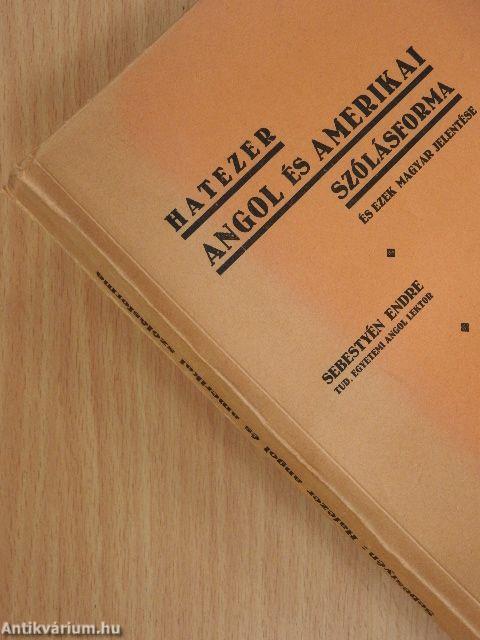 HATEZER
ANGOL ÉS AMERIKAI
SZÓLÁSFORMA
ÉS EZEK MAGYAR JELENTÉSE
SEBESTYÉN ENDRE
TUD. EGYETEMI ANGOL LEKTOR
Sebestyén: Hatezer angol és amerikai szólásforma
Antikvárium.hu